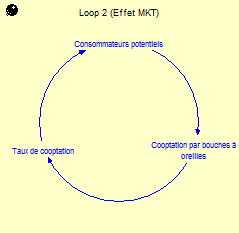 Loop 2 (Effet MKT)
Consommateurs potentiels
Cooptation par bouches à
oreilles
Taux de cooptation